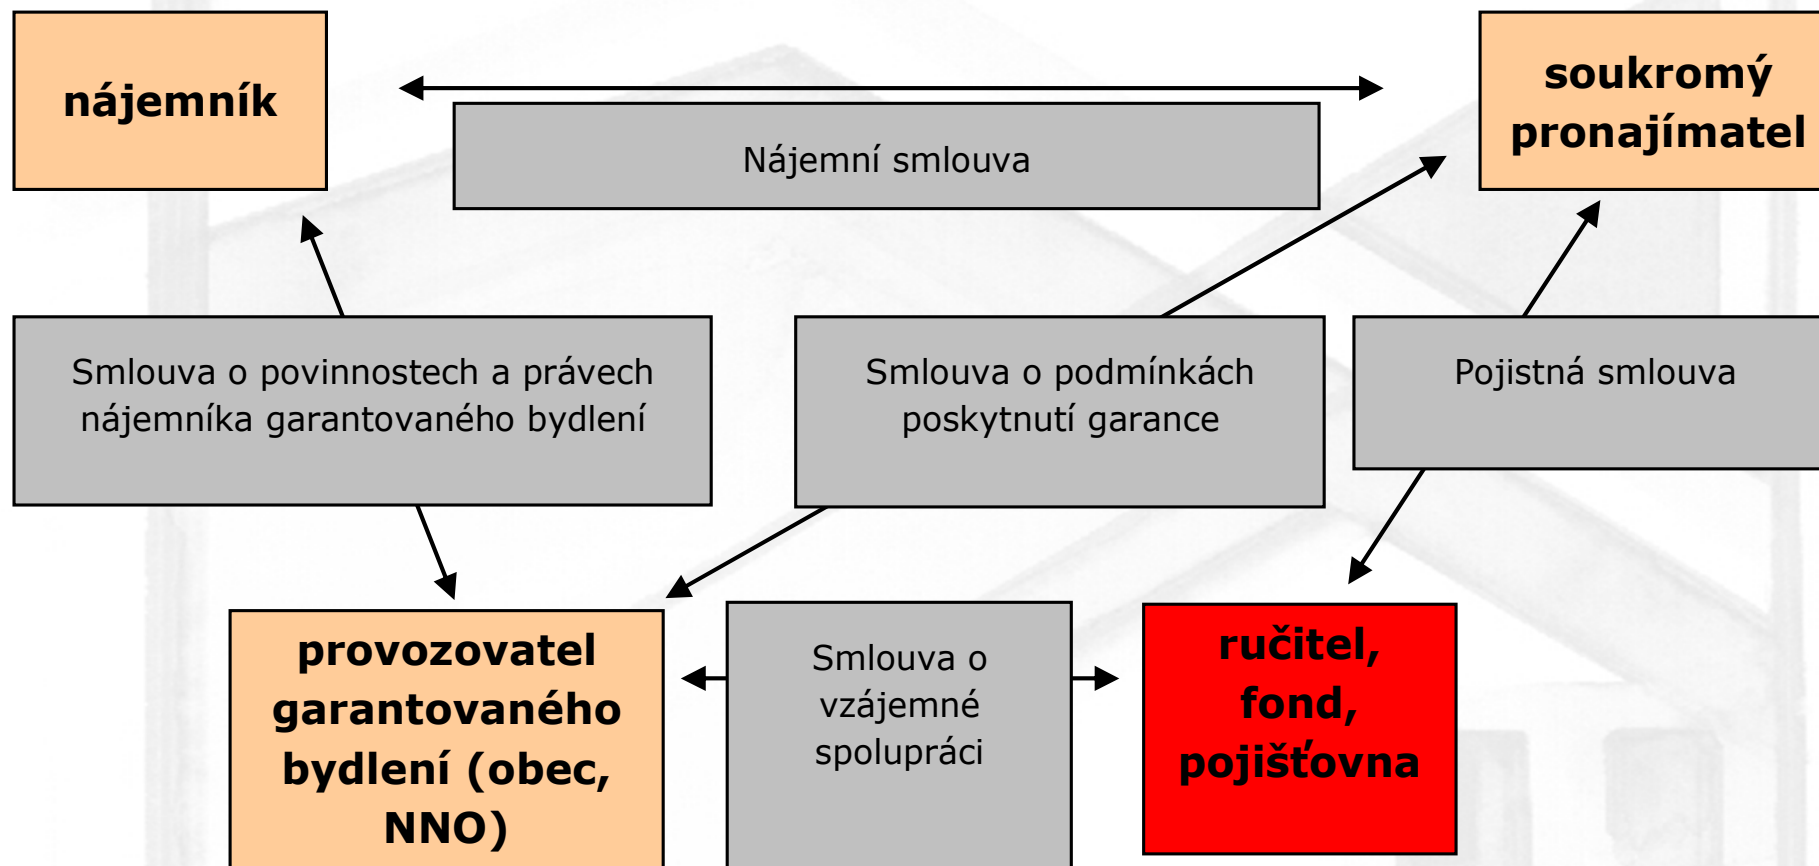 nájemník
soukromý
pronajímatel
Nájemní smlouva
Smlouva o povinnostech a právech
nájemníka garantovaného bydlení
Smlouva o podmínkách
poskytnutí garance
Pojistná smlouva
provozovatel
garantovaného
bydlení (obec,
NNO)
Smlouva o
vzájemné
spolupráci
ručitel,
fond,
pojišťovna